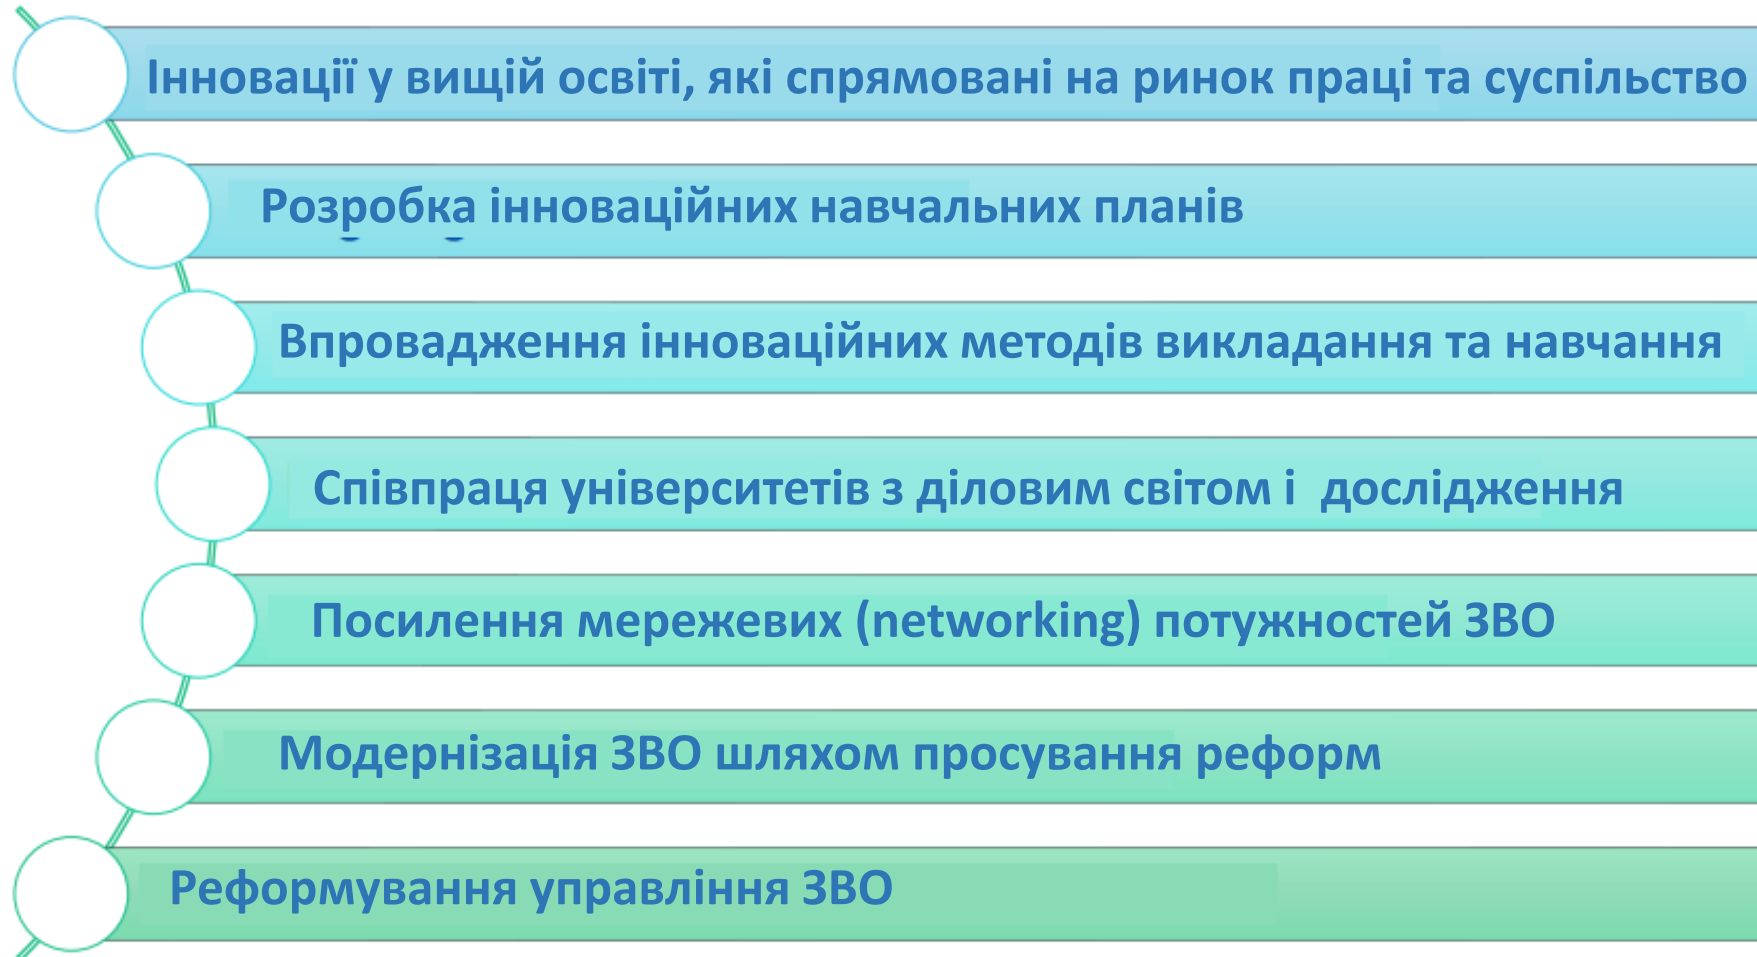 Інновації у вищій освіті, які спрямовані на ринок праці та суспільство
Розробка інноваційних навчальних планів
Впровадження інноваційних методів викладання та навчання
Співпраця університетів з діловим світом і дослідження
Посилення мережевих (networking) потужностей ЗВО
Модернізація ЗВО шляхом просування реформ
Реформування управління ЗВО